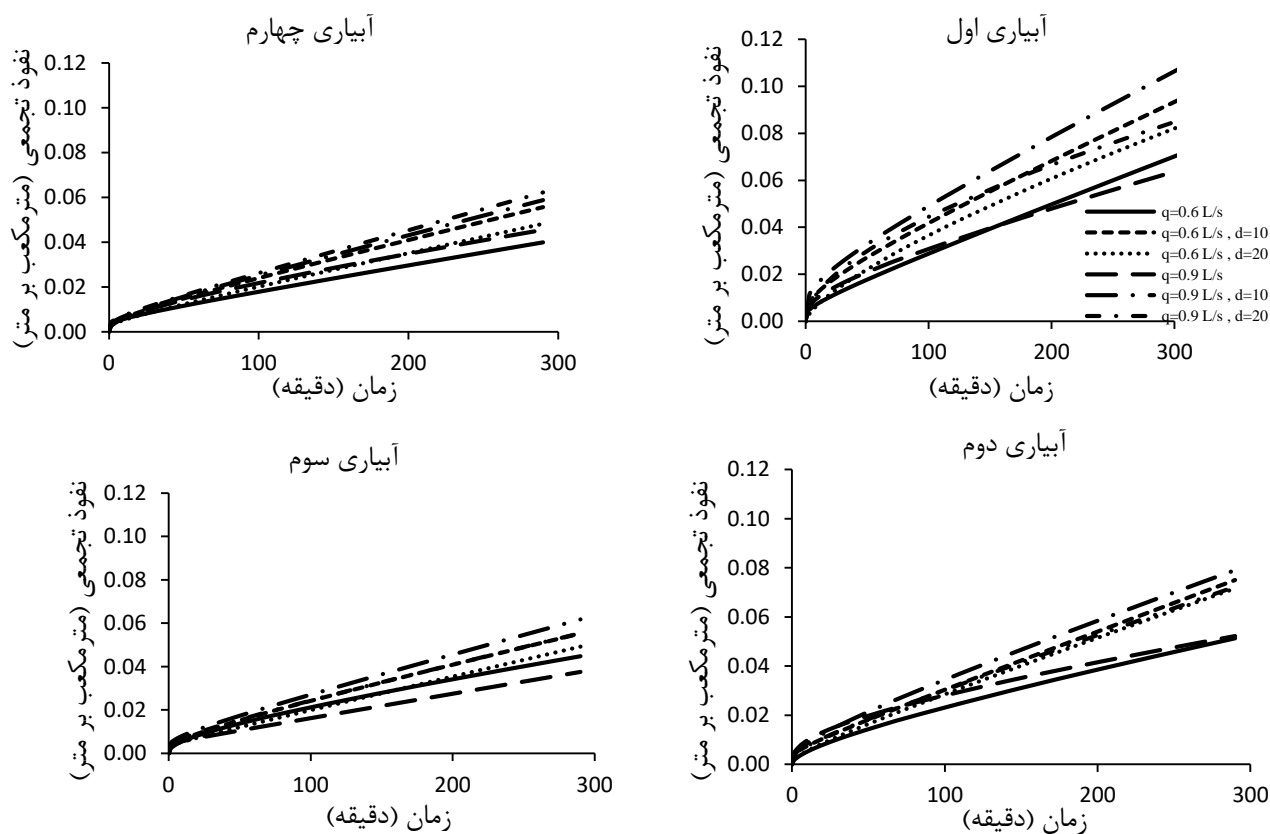 آبیاری اول
نفوذ تجمعی (مترمکعب بر متر)
0.12
0.10
0.08
0.06
0.04
0.02
0.00
0 100 200 300
زمان (دقیقه)
q=0.6 L/s
q=0.6 L/s , d=10
q=0.6 L/s , d=20
q=0.9 L/s
q=0.9 L/s , d=10
q=0.9 L/s , d=20
آبیاری چهارم
نفوذ تجمعی (مترمکعب بر متر)
0.12
0.10
0.08
0.06
0.04
0.02
0.00
0 100 200 300
زمان (دقیقه)
آبیاری دوم
نفوذ تجمعی (مترمکعب بر متر)
0.12
0.10
0.08
0.06
0.04
0.02
0.00
0 100 200 300
زمان (دقیقه)
آبیاری سوم
نفوذ تجمعی (مترمکعب بر متر)
0.12
0.10
0.08
0.06
0.04
0.02
0.00
0 100 200 300
زمان (دقیقه)